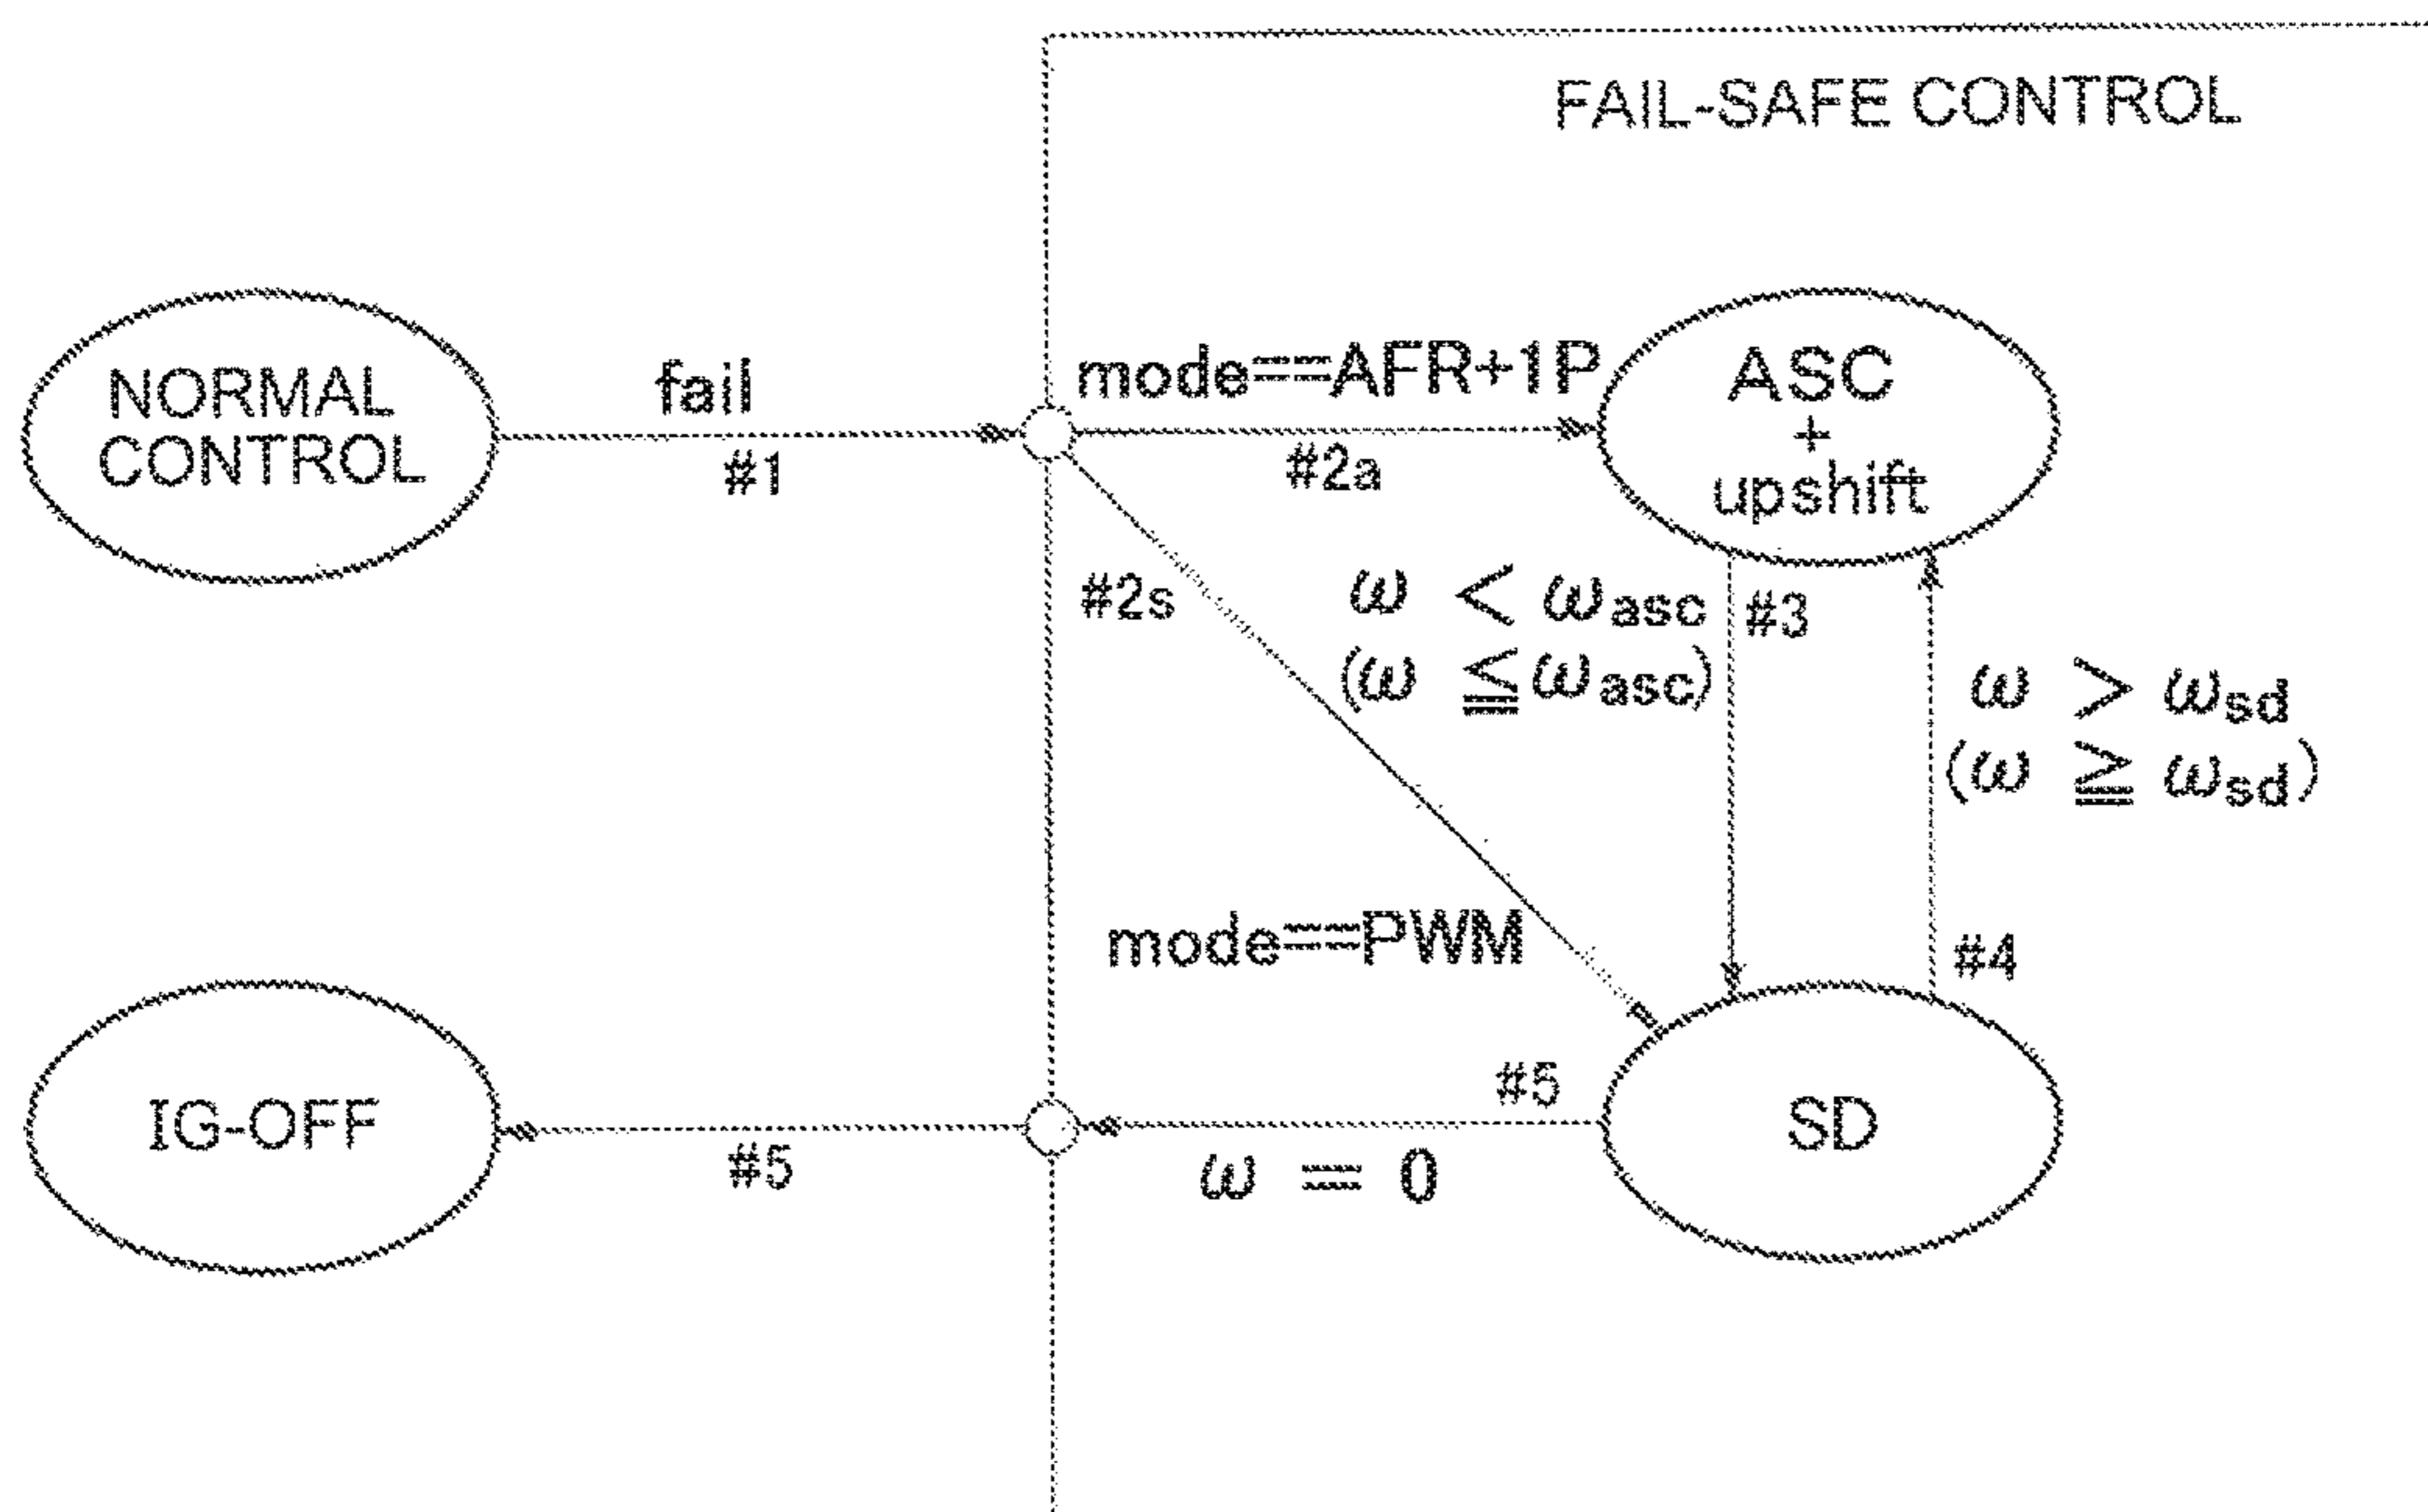 FAIL-SAFE CONTROL
NORMAL
CONTROL
fail
#1
mode==AFR+1P
#2a
ASC
+
upshift
#2s
ω < ωasc
(ω ≦ ωasc)
#3
ω > ωsd
(ω ≧ ωsd)
mode==PWM
#4
IG-OFF
#5
#5
ω = 0
SD